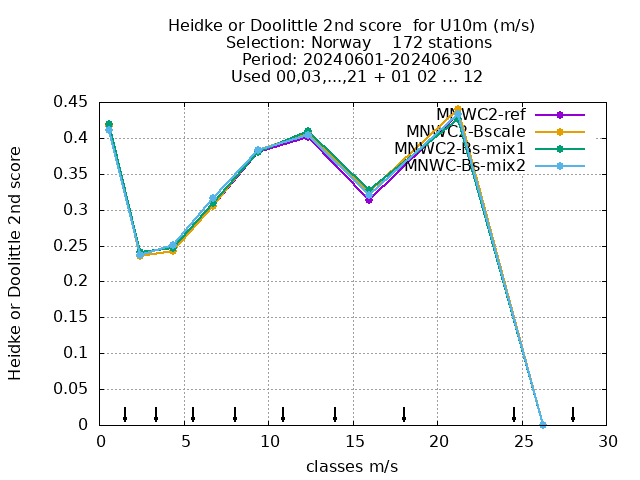 Heidke or Doolittle 2nd score  for U10m (m/s)
Selection: Norway    172 stations
Period: 20240601-20240630
Used 00,03,...,21 + 01 02 ... 12
MNWC2-ref
MNWC2-Bscale
MNWC2-Bs-mix1
MNWC-Bs-mix2
Heidke or Doolittle 2nd score
0.45
0.4
0.35
0.3
0.25
0.2
0.15
0.1
0.05
0
0 5 10 15 20 25 30
classes m/s